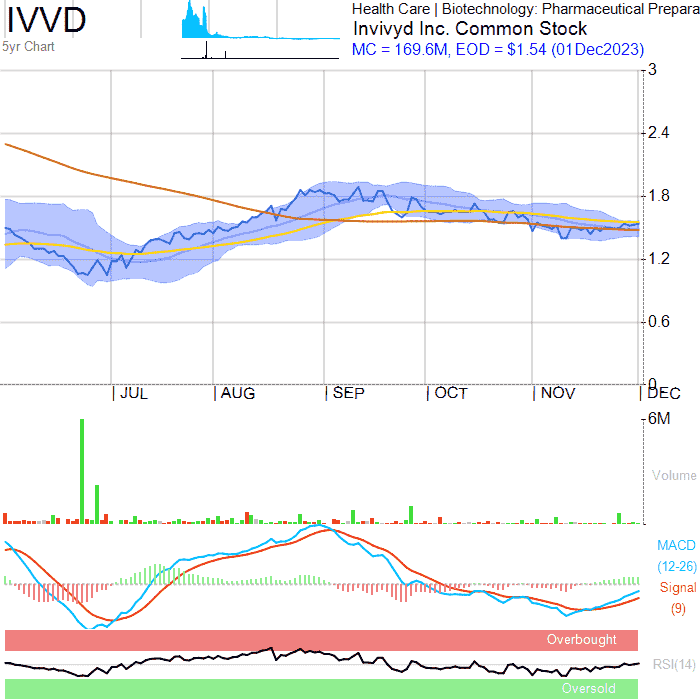 IVVD
5yr Chart
Health Care | Biotechnology: Pharmaceutical Prepara
Invivyd Inc. Common Stock
MC = 169.6M, EOD = $1.54 (01Dec2023)
3
2.4
1.8
1.2
0.6
0
JUL
AUG
SEP
OCT
NOV
DEC
6M
Volume
MACD
(12-26)
Signal
(9)
Overbought
RSI(14)
Oversold